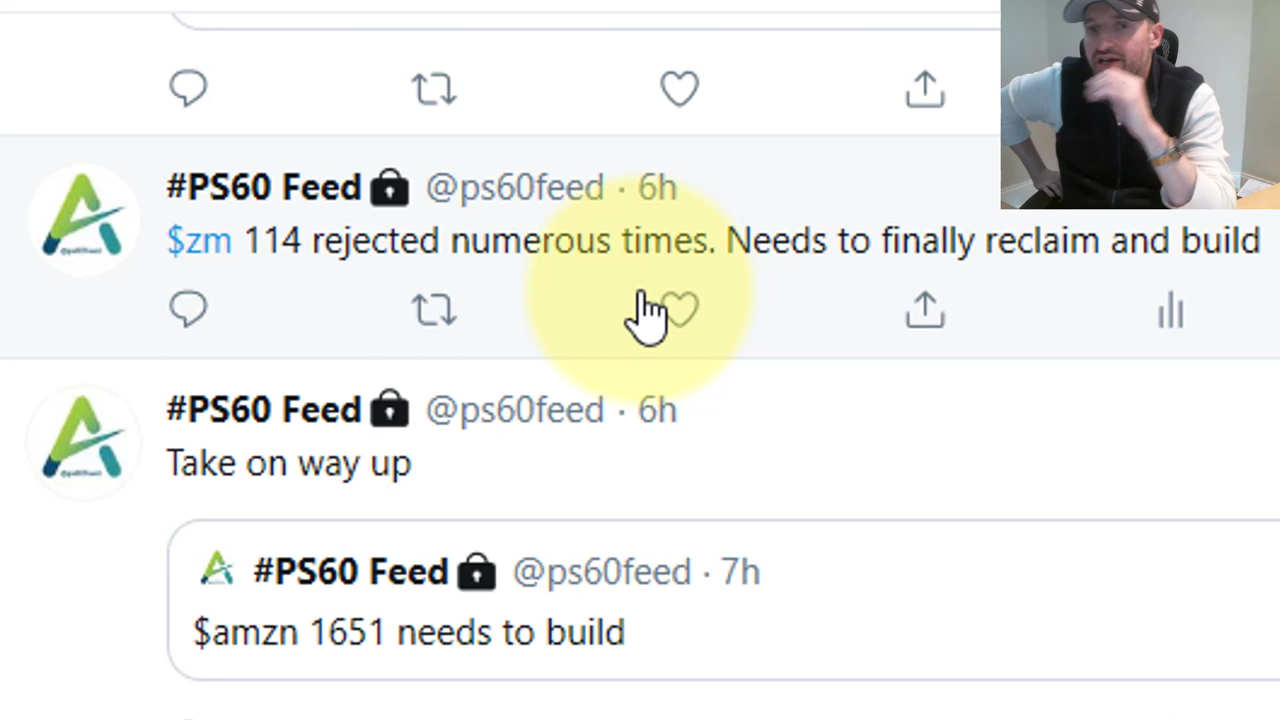 #PS60 Feed @ps60feed · 6h
$zm 114 rejected numerous times. Needs to finally reclaim and build
#PS60 Feed @ps60feed · 6h
Take on way up
#PS60 Feed @ps60feed · 7h
$amzn 1651 needs to build